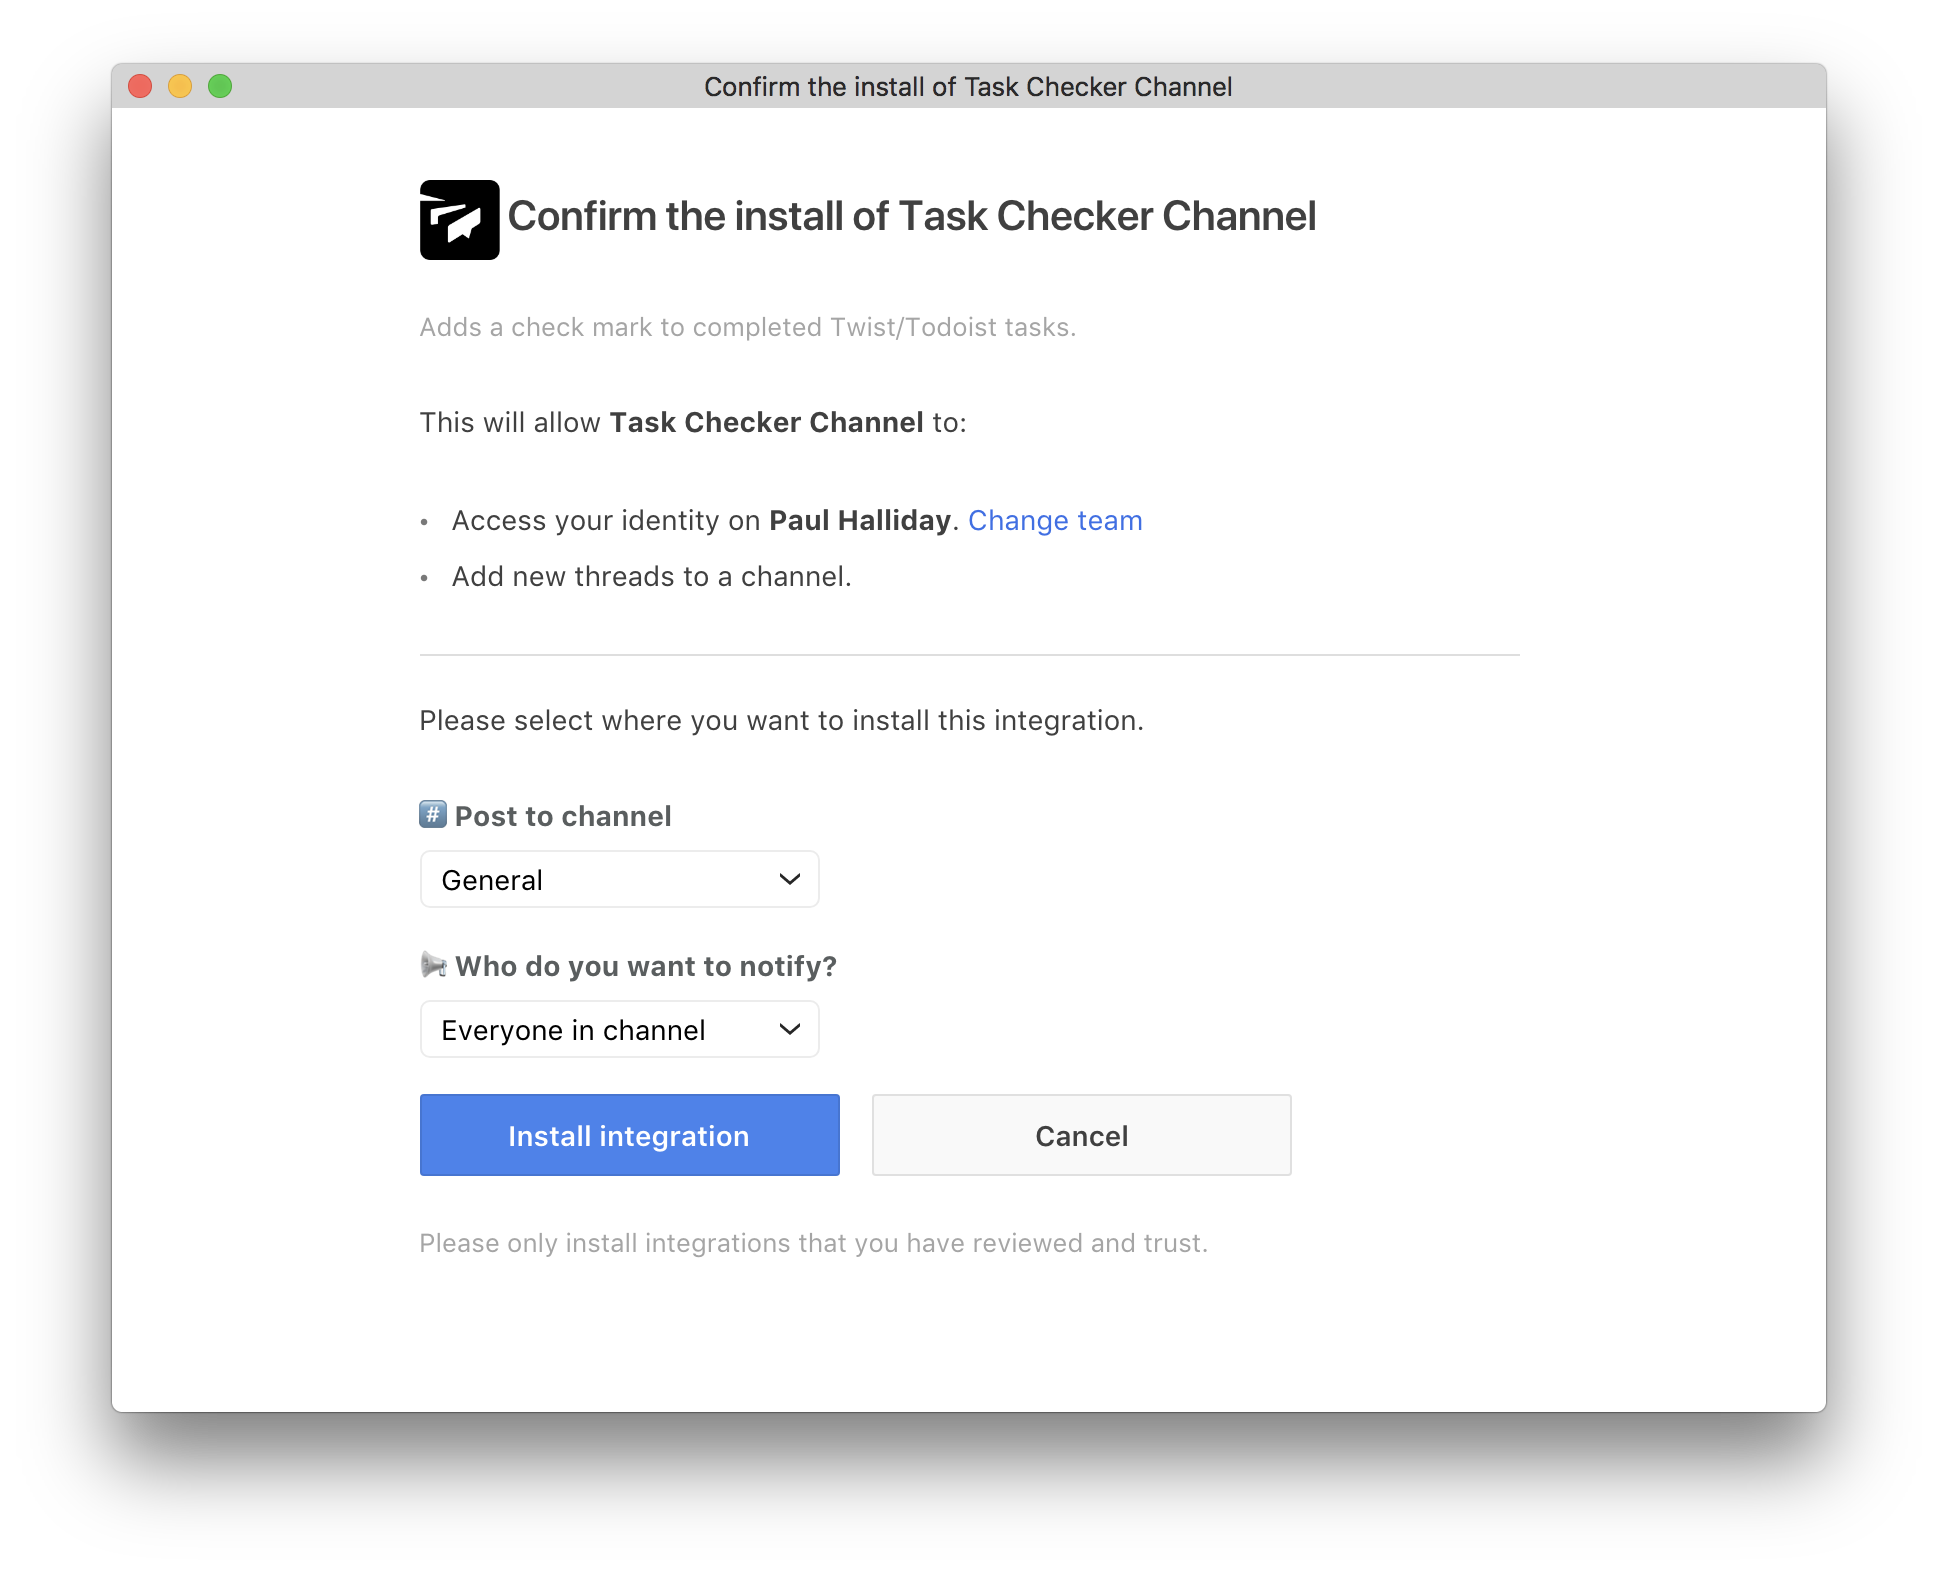 Confirm the install of Task Checker Channel
Confirm the install of Task Checker Channel
Adds a check mark to completed Twist/Todoist tasks.
This will allow Task Checker Channel to:
• Access your identity on Paul Halliday. Change team
• Add new threads to a channel.
Please select where you want to install this integration.
#️⃣ Post to channel
General
Who do you want to notify?
Everyone in channel
Install integration
Cancel
Please only install integrations that you have reviewed and trust.